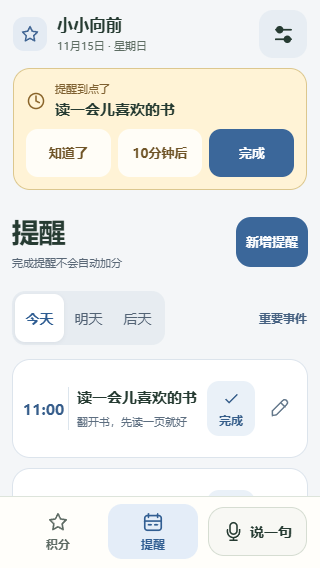 小小向前
11月15日 · 星期日
提醒到点了
读一会儿喜欢的书
知道了
10分钟后
完成
提醒
新增提醒
完成提醒不会自动加分
今天
明天
后天
重要事件
11:00
读一会儿喜欢的书
翻开书，先读一页就好
完成
积分
提醒
说一句